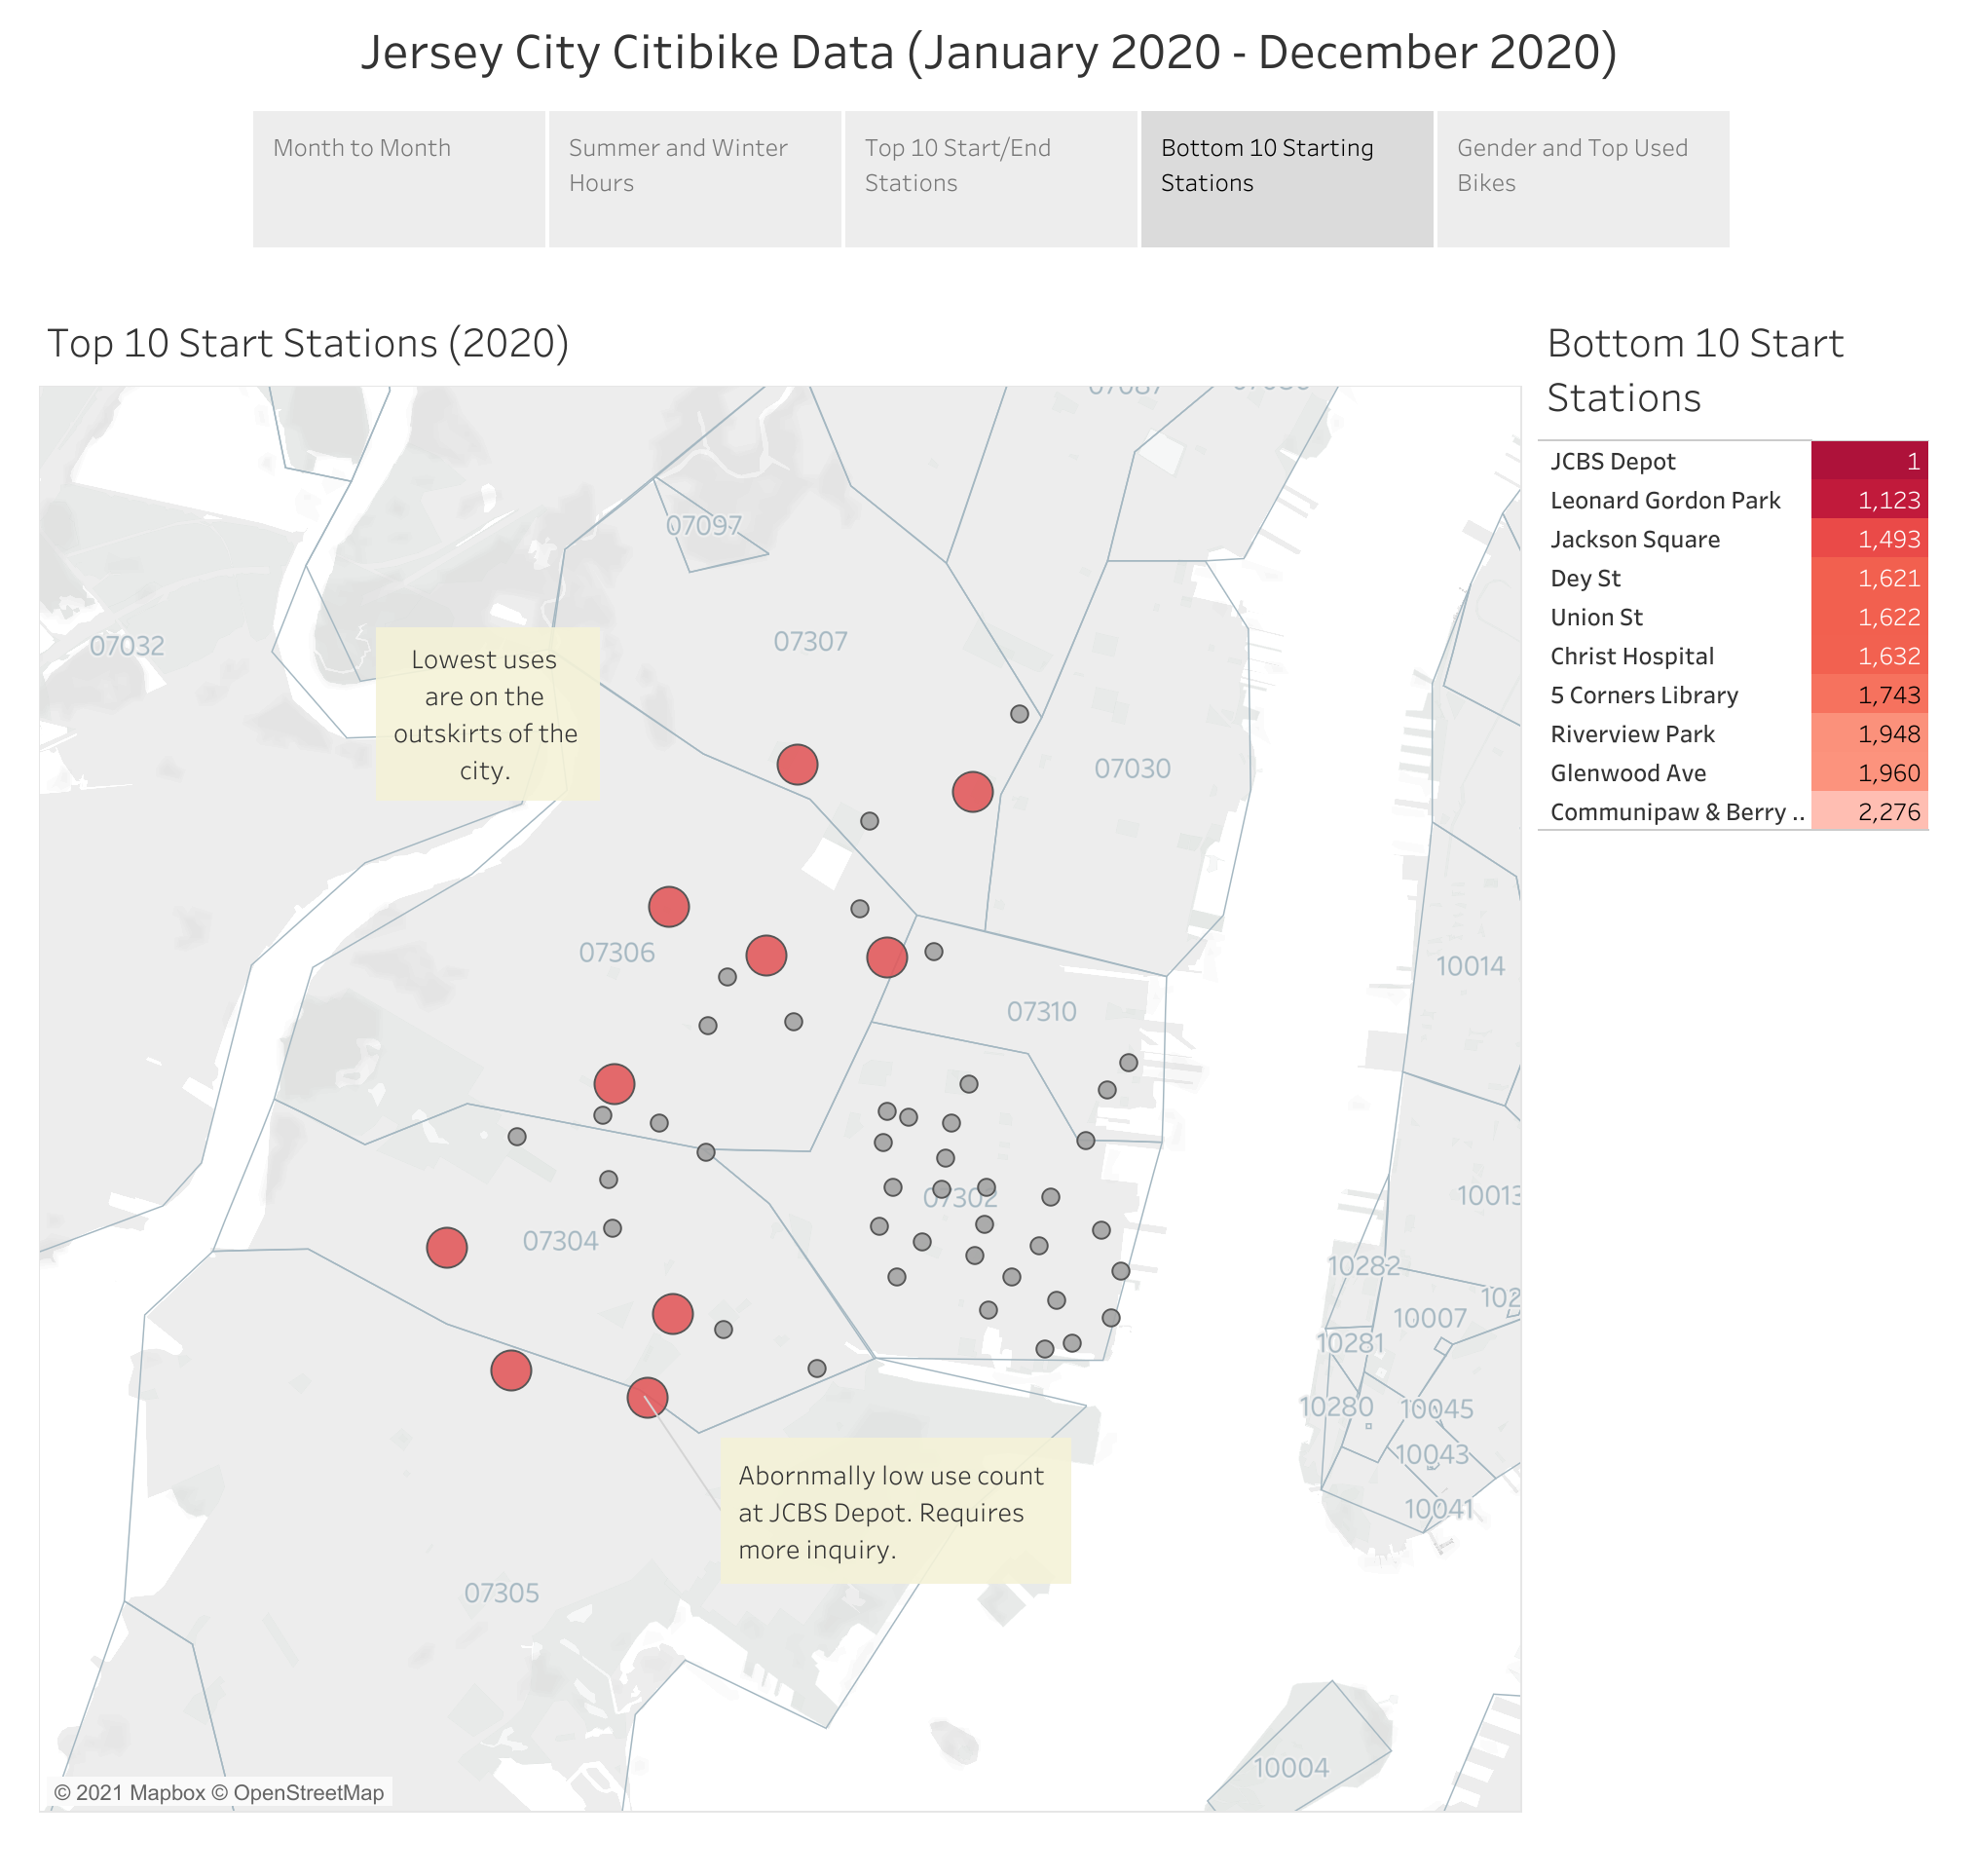 Jersey City Citibike Data (January 2020 - December 2020)
Month to Month
Summer and Winter
Hours
Top 10 Start/End
Stations
Bottom 10 Starting
Stations
Gender and Top Used
Bikes
Top 10 Start Stations (2020)
Bottom 10 Start
Stations
JCBS Depot 1
Leonard Gordon Park 1,123
Jackson Square 1,493
Dey St 1,621
Union St 1,622
Christ Hospital 1,632
5 Corners Library 1,743
Riverview Park 1,948
Glenwood Ave 1,960
Communipaw & Berry .. 2,276
07087
07097
07032
07307
Lowest uses
are on the
outskirts of the
city.
07030
07306
10014
07310
10013
07302
07304
10282
10007
10281
10280
10045
10043
Abornmally low use count
at JCBS Depot. Requires
more inquiry.
10041
07305
10004
© 2021 Mapbox © OpenStreetMap